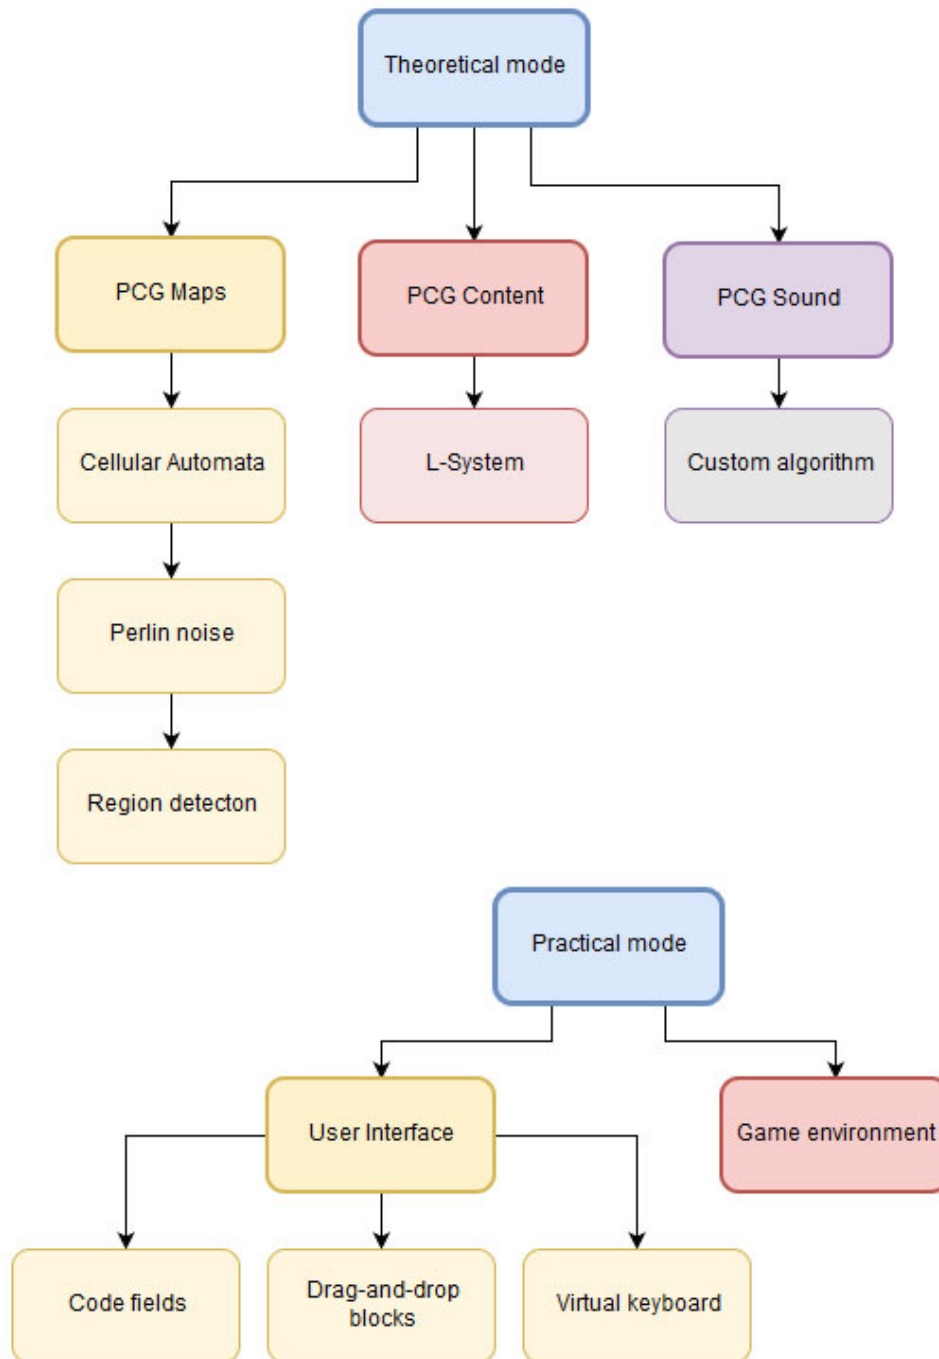 Theoretical mode
PCG Maps
PCG Content
PCG Sound
Cellular Automata
L-System
Custom algorithm
Perlin noise
Region detecton
Practical mode
User Interface
Game environment
Code fields
Drag-and-drop
blocks
Virtual keyboard